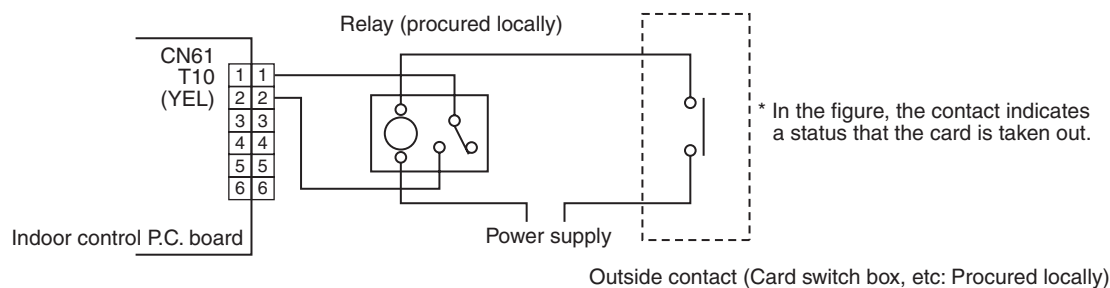 Relay (procured locally)
CN61
T10
(YEL)
1 1
2 2
3 3
4 4
5 5
6 6
* In the figure, the contact indicates
a status that the card is taken out.
Indoor control P.C. board
Power supply
Outside contact (Card switch box, etc: Procured locally)